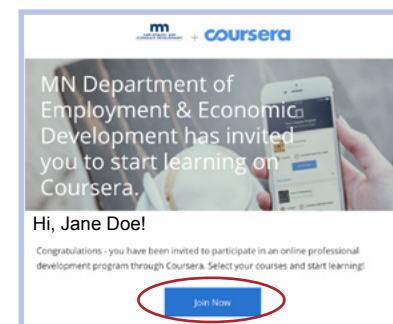 + coursera
MN Department of
Employment & Economic
Development has invited
you to start learning on
Coursera.
Hi, Jane Doe!
Congratulations - you have been invited to participate in an online professional
development program through Coursera. Select your courses and start learning!
Join Now